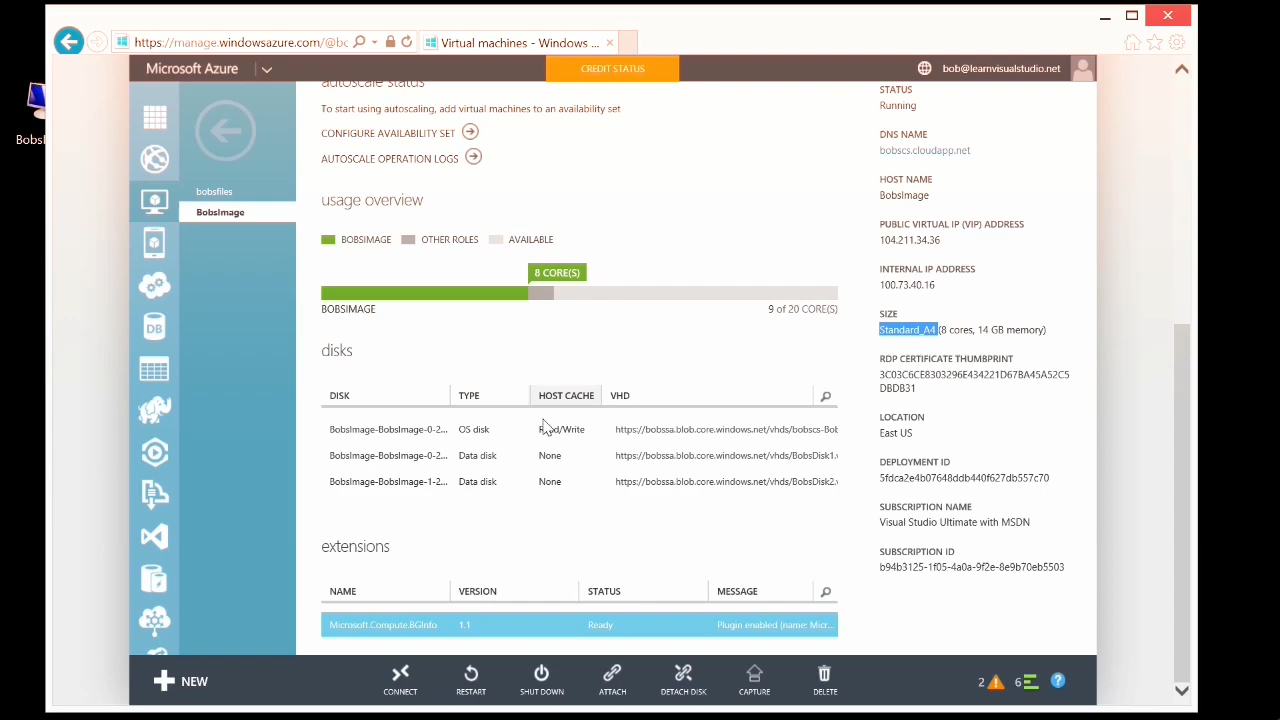 https://manage.windowsazure.com/@bc
Virtual machines - Windows ...
Microsoft Azure
CREDIT STATUS
bob@learnvisualstudio.net
autoscale status
To start using autoscaling, add virtual machines to an availability set
CONFIGURE AVAILABILITY SET
AUTOSCALE OPERATION LOGS
bobsfiles
BobsImage
usage overview
BOBSIMAGE OTHER ROLES AVAILABLE
8 CORE(S)
BOBSIMAGE 9 of 20 CORE(S)
disks
DISK TYPE HOST CACHE VHD
BobsImage-BobsImage-0-2... OS disk Read/Write https://bobssa.blob.core.windows.net/vhds/bobscs-Bob
BobsImage-BobsImage-0-2... Data disk None https://bobssa.blob.core.windows.net/vhds/BobsDisk1.v
BobsImage-BobsImage-1-2... Data disk None https://bobssa.blob.core.windows.net/vhds/BobsDisk2.v
extensions
NAME VERSION STATUS MESSAGE
Microsoft.Compute.BGInfo 1.1 Ready Plugin enabled (name: Micr...
STATUS
Running
DNS NAME
bobscs.cloudapp.net
HOST NAME
BobsImage
PUBLIC VIRTUAL IP (VIP) ADDRESS
104.211.34.36
INTERNAL IP ADDRESS
100.73.40.16
SIZE
Standard_A4 (8 cores, 14 GB memory)
RDP CERTIFICATE THUMBPRINT
3C03C6CE8303296E434221D67BA45A52C5
DBDB31
LOCATION
East US
DEPLOYMENT ID
5fdca2e4b07648ddb440f627db557c70
SUBSCRIPTION NAME
Visual Studio Ultimate with MSDN
SUBSCRIPTION ID
b94b3125-1f05-4a0a-9f2e-8e9b70eb5503
DB
NEW
CONNECT RESTART SHUT DOWN ATTACH DETACH DISK CAPTURE DELETE
2 6 ?